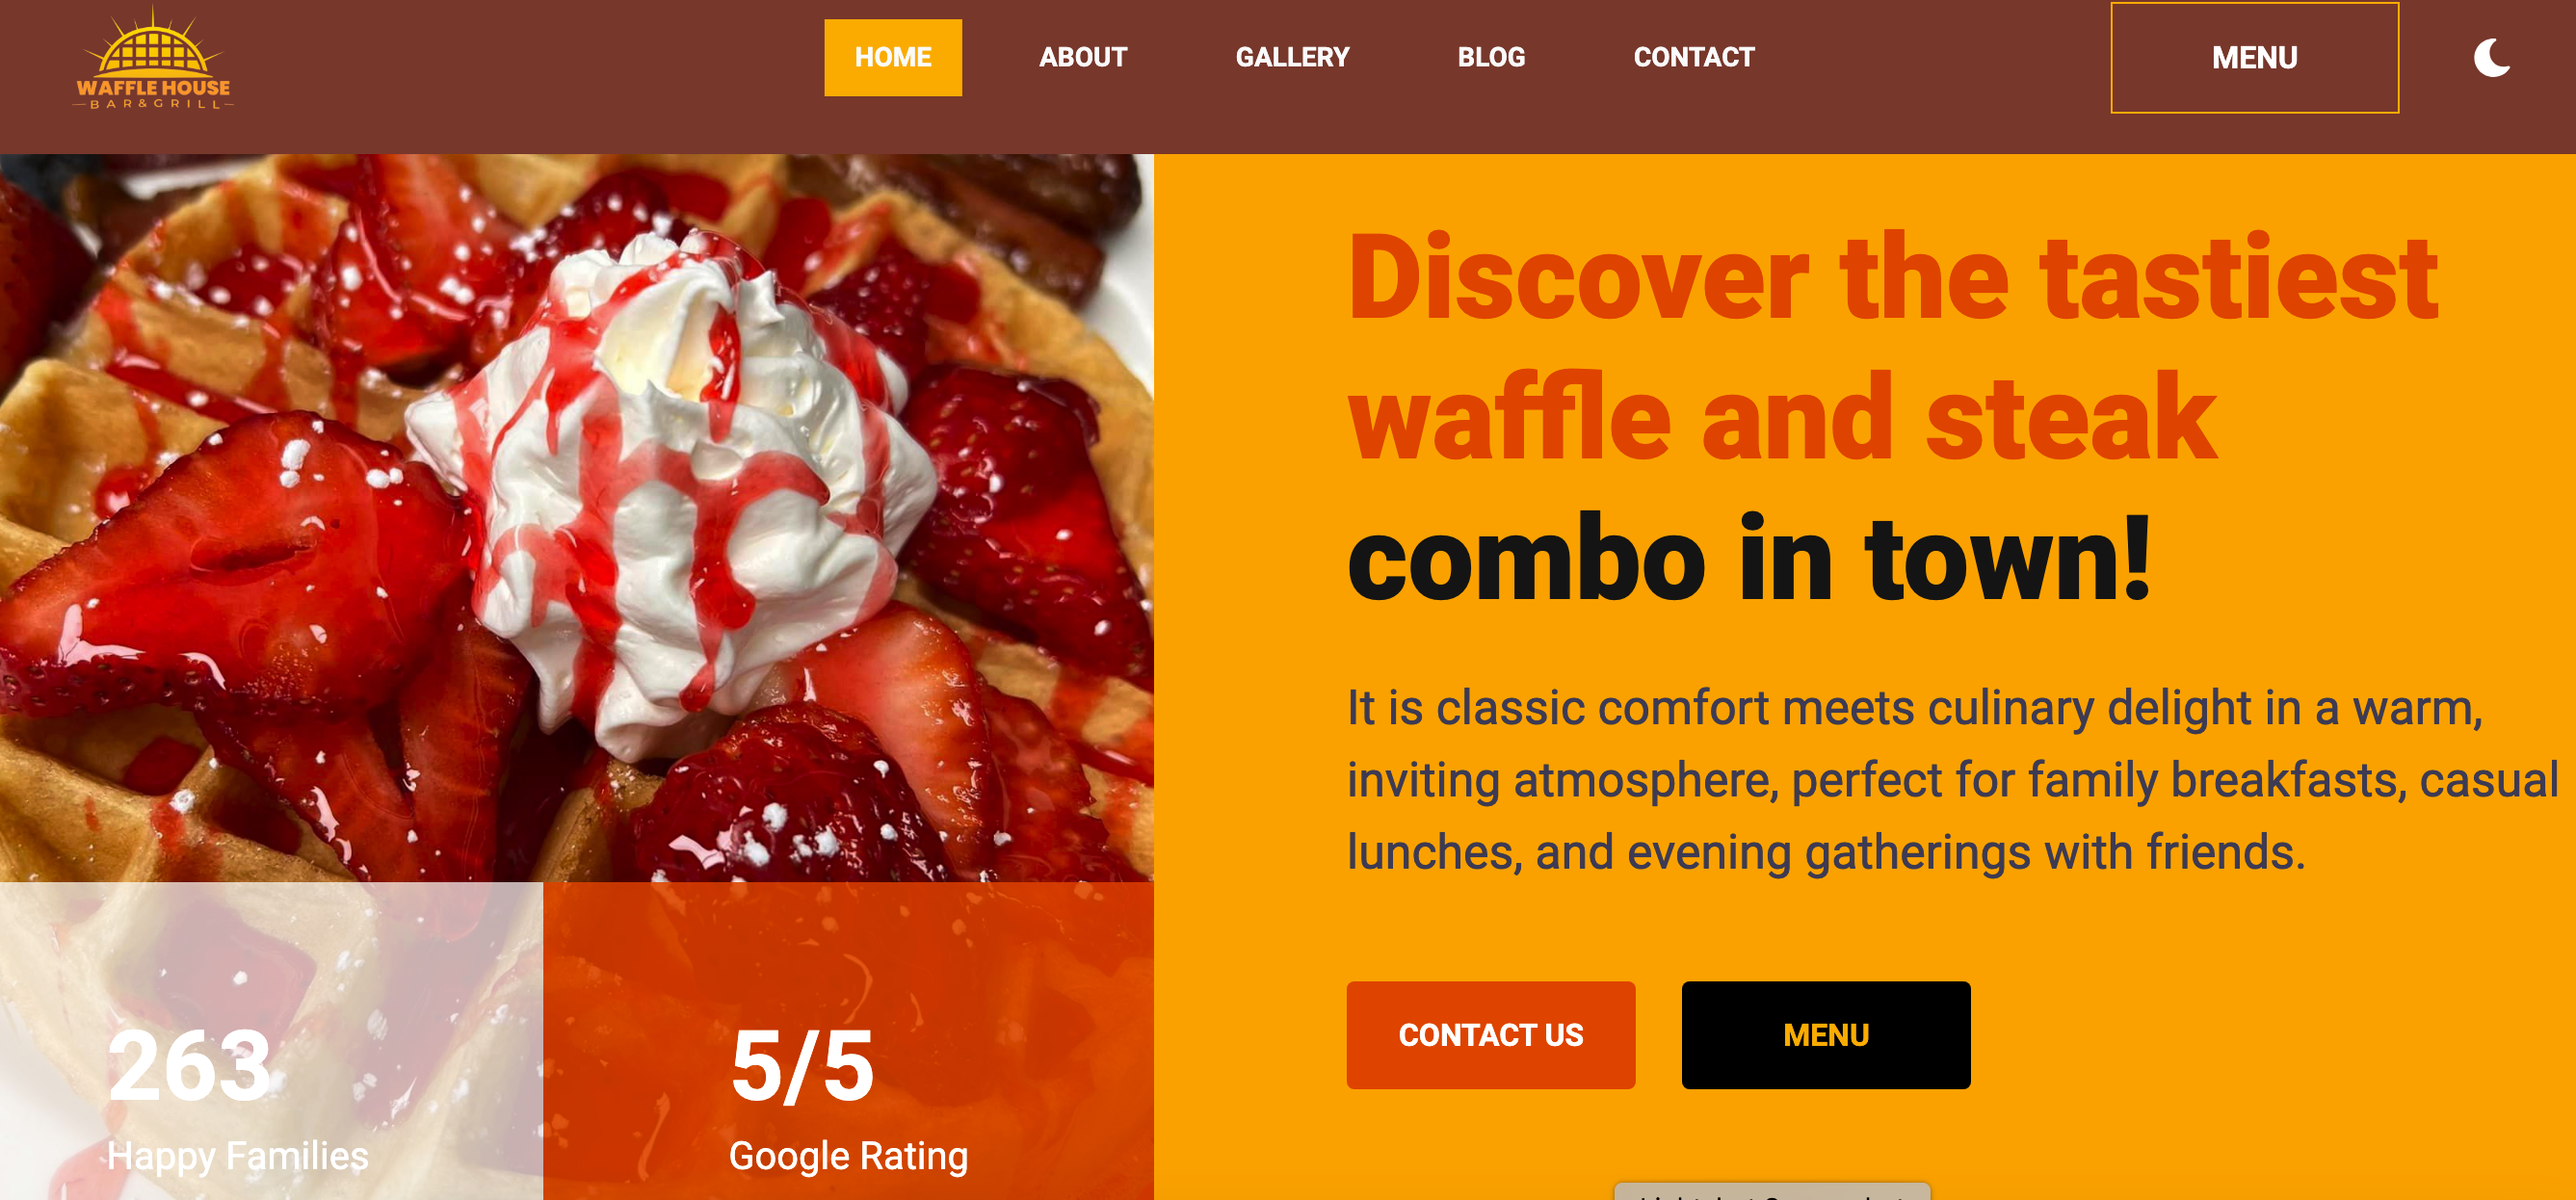 WAFFLE HOUSE
BAR&GRILL
HOME
ABOUT
GALLERY
BLOG
CONTACT
MENU
Discover the tastiest
waffle and steak
combo in town!
It is classic comfort meets culinary delight in a warm,
inviting atmosphere, perfect for family breakfasts, casual
lunches, and evening gatherings with friends.
CONTACT US
MENU
263
Happy Families
5/5
Google Rating